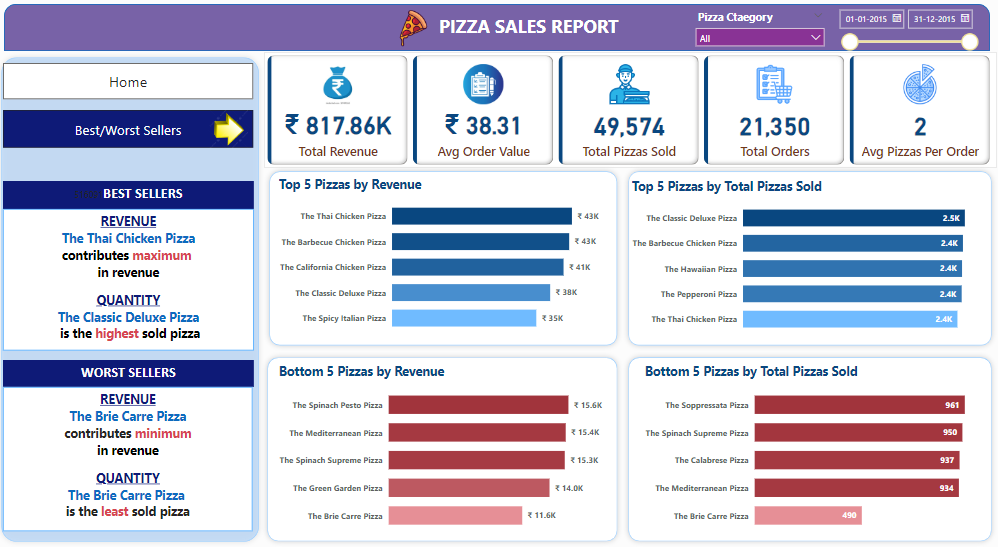 PIZZA SALES REPORT
Pizza Ctaegory
All
01-01-2015
31-12-2015
Home
Best/Worst Sellers
BEST SELLERS
REVENUE
The Thai Chicken Pizza
contributes maximum
in revenue
QUANTITY
The Classic Deluxe Pizza
is the highest sold pizza
WORST SELLERS
REVENUE
The Brie Carre Pizza
contributes minimum
in revenue
QUANTITY
The Brie Carre Pizza
is the least sold pizza
₹ 817.86K
Total Revenue
₹ 38.31
Avg Order Value
49,574
Total Pizzas Sold
21,350
Total Orders
2
Avg Pizzas Per Order
Top 5 Pizzas by Revenue
The Thai Chicken Pizza ₹ 43K
The Barbecue Chicken Pizza ₹ 43K
The California Chicken Pizza ₹ 41K
The Classic Deluxe Pizza ₹ 38K
The Spicy Italian Pizza ₹ 35K
Top 5 Pizzas by Total Pizzas Sold
The Classic Deluxe Pizza 2.5K
The Barbecue Chicken Pizza 2.4K
The Hawaiian Pizza 2.4K
The Pepperoni Pizza 2.4K
The Thai Chicken Pizza 2.4K
Bottom 5 Pizzas by Revenue
The Spinach Pesto Pizza ₹ 15.6K
The Mediterranean Pizza ₹ 15.4K
The Spinach Supreme Pizza ₹ 15.3K
The Green Garden Pizza ₹ 14.0K
The Brie Carre Pizza ₹ 11.6K
Bottom 5 Pizzas by Total Pizzas Sold
The Soppressata Pizza 961
The Spinach Supreme Pizza 950
The Calabrese Pizza 937
The Mediterranean Pizza 934
The Brie Carre Pizza 490